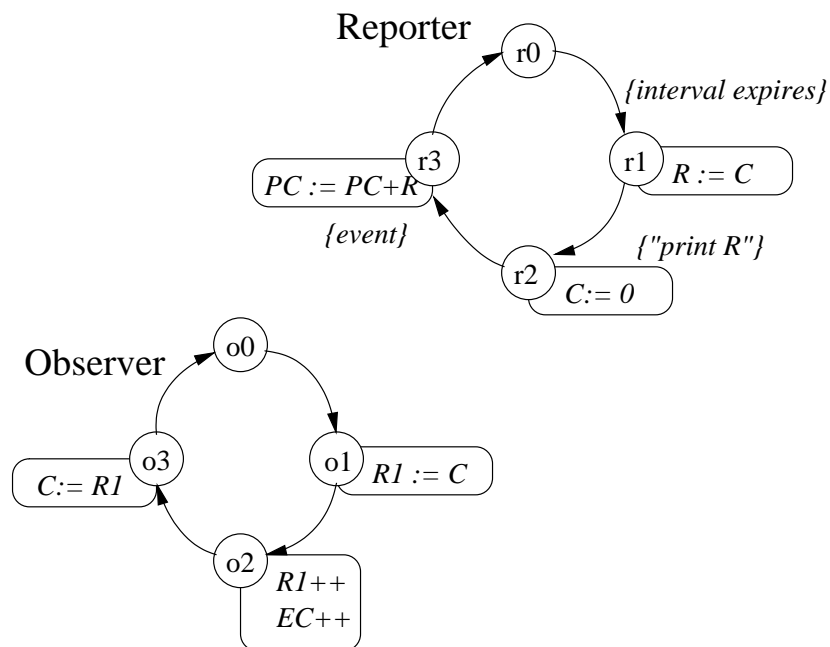 Reporter
r0
{interval expires}
r3
r1
PC := PC+R
R := C
{event}
{"print R"}
r2
C:= 0
Observer
o0
o3
o1
C:= R1
R1 := C
o2
R1++
EC++